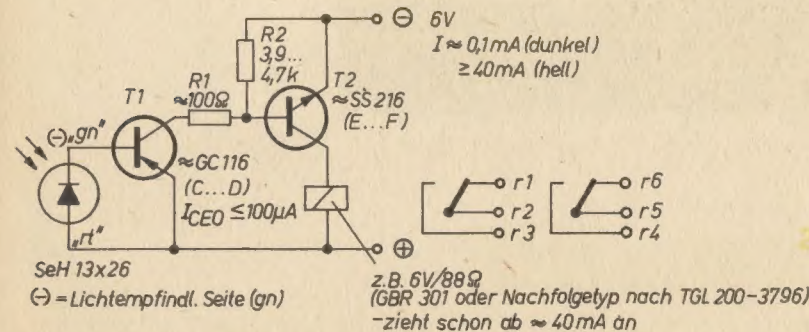 ⊖ 6V
I ≈ 0,1mA (dunkel)
≥ 40mA (hell)
R2
3,9...
4,7k
R1
≈100Ω
T1
T2
≈SS 216
(E...F)
(-) „gn"
≈GC 116
(C...D)
I_CEO ≤ 100µA
„rt"
⊕
SeH 13x26
(-) = Lichtempfindl. Seite (gn)
r1
r2
r3
r6
r5
r4
z.B. 6V/88Ω
(GBR 301 oder Nachfolgetyp nach TGL 200-3796)
-zieht schon ab ≈ 40mA an